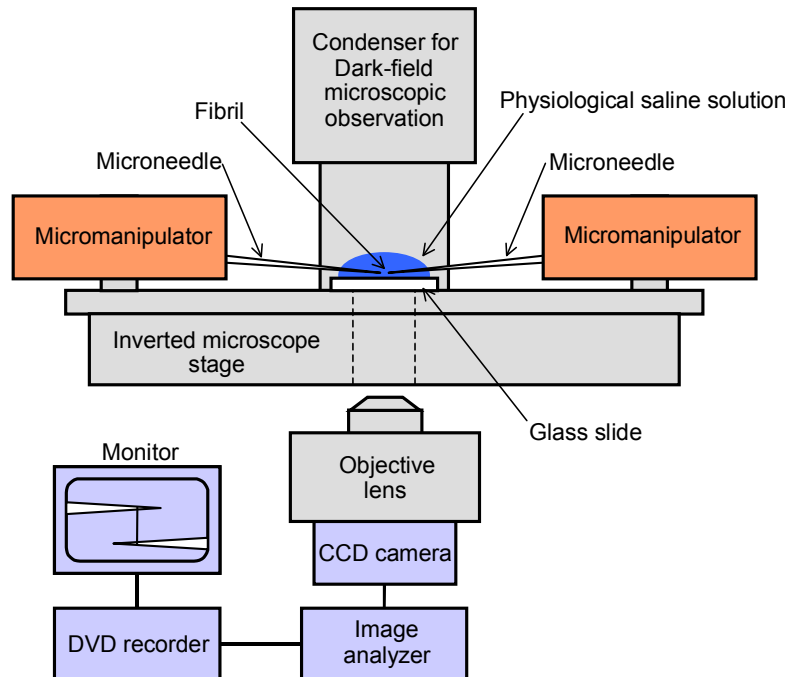 Condenser for
Dark-field
microscopic
observation
Fibril
Physiological saline solution
Microneedle
Microneedle
Micromanipulator
Micromanipulator
Inverted microscope
stage
Glass slide
Monitor
Objective
lens
CCD camera
DVD recorder
Image
analyzer